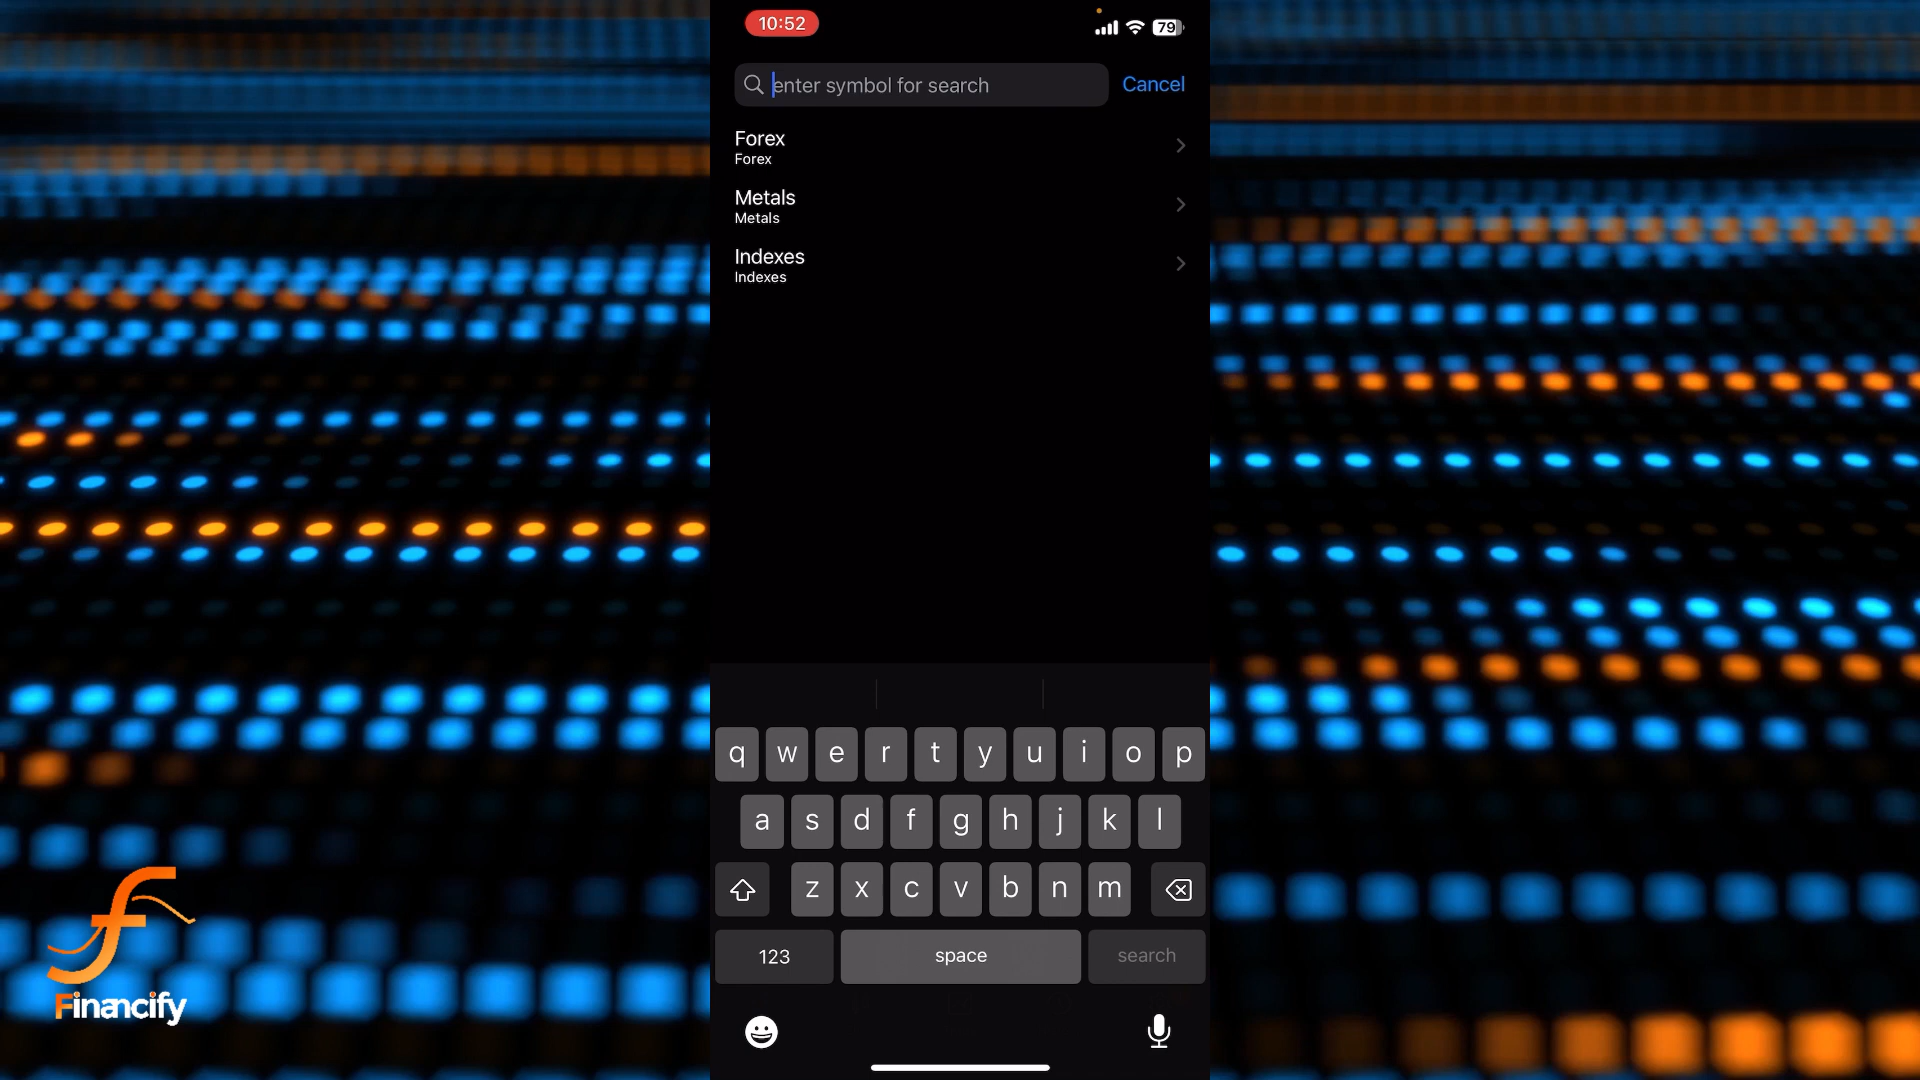 10:52
79
enter symbol for search
Cancel
Forex
Forex
Metals
Metals
Indexes
Indexes
q w e r t y u i o p
a s d f g h j k l
z x c v b n m
123
space
search
Financify